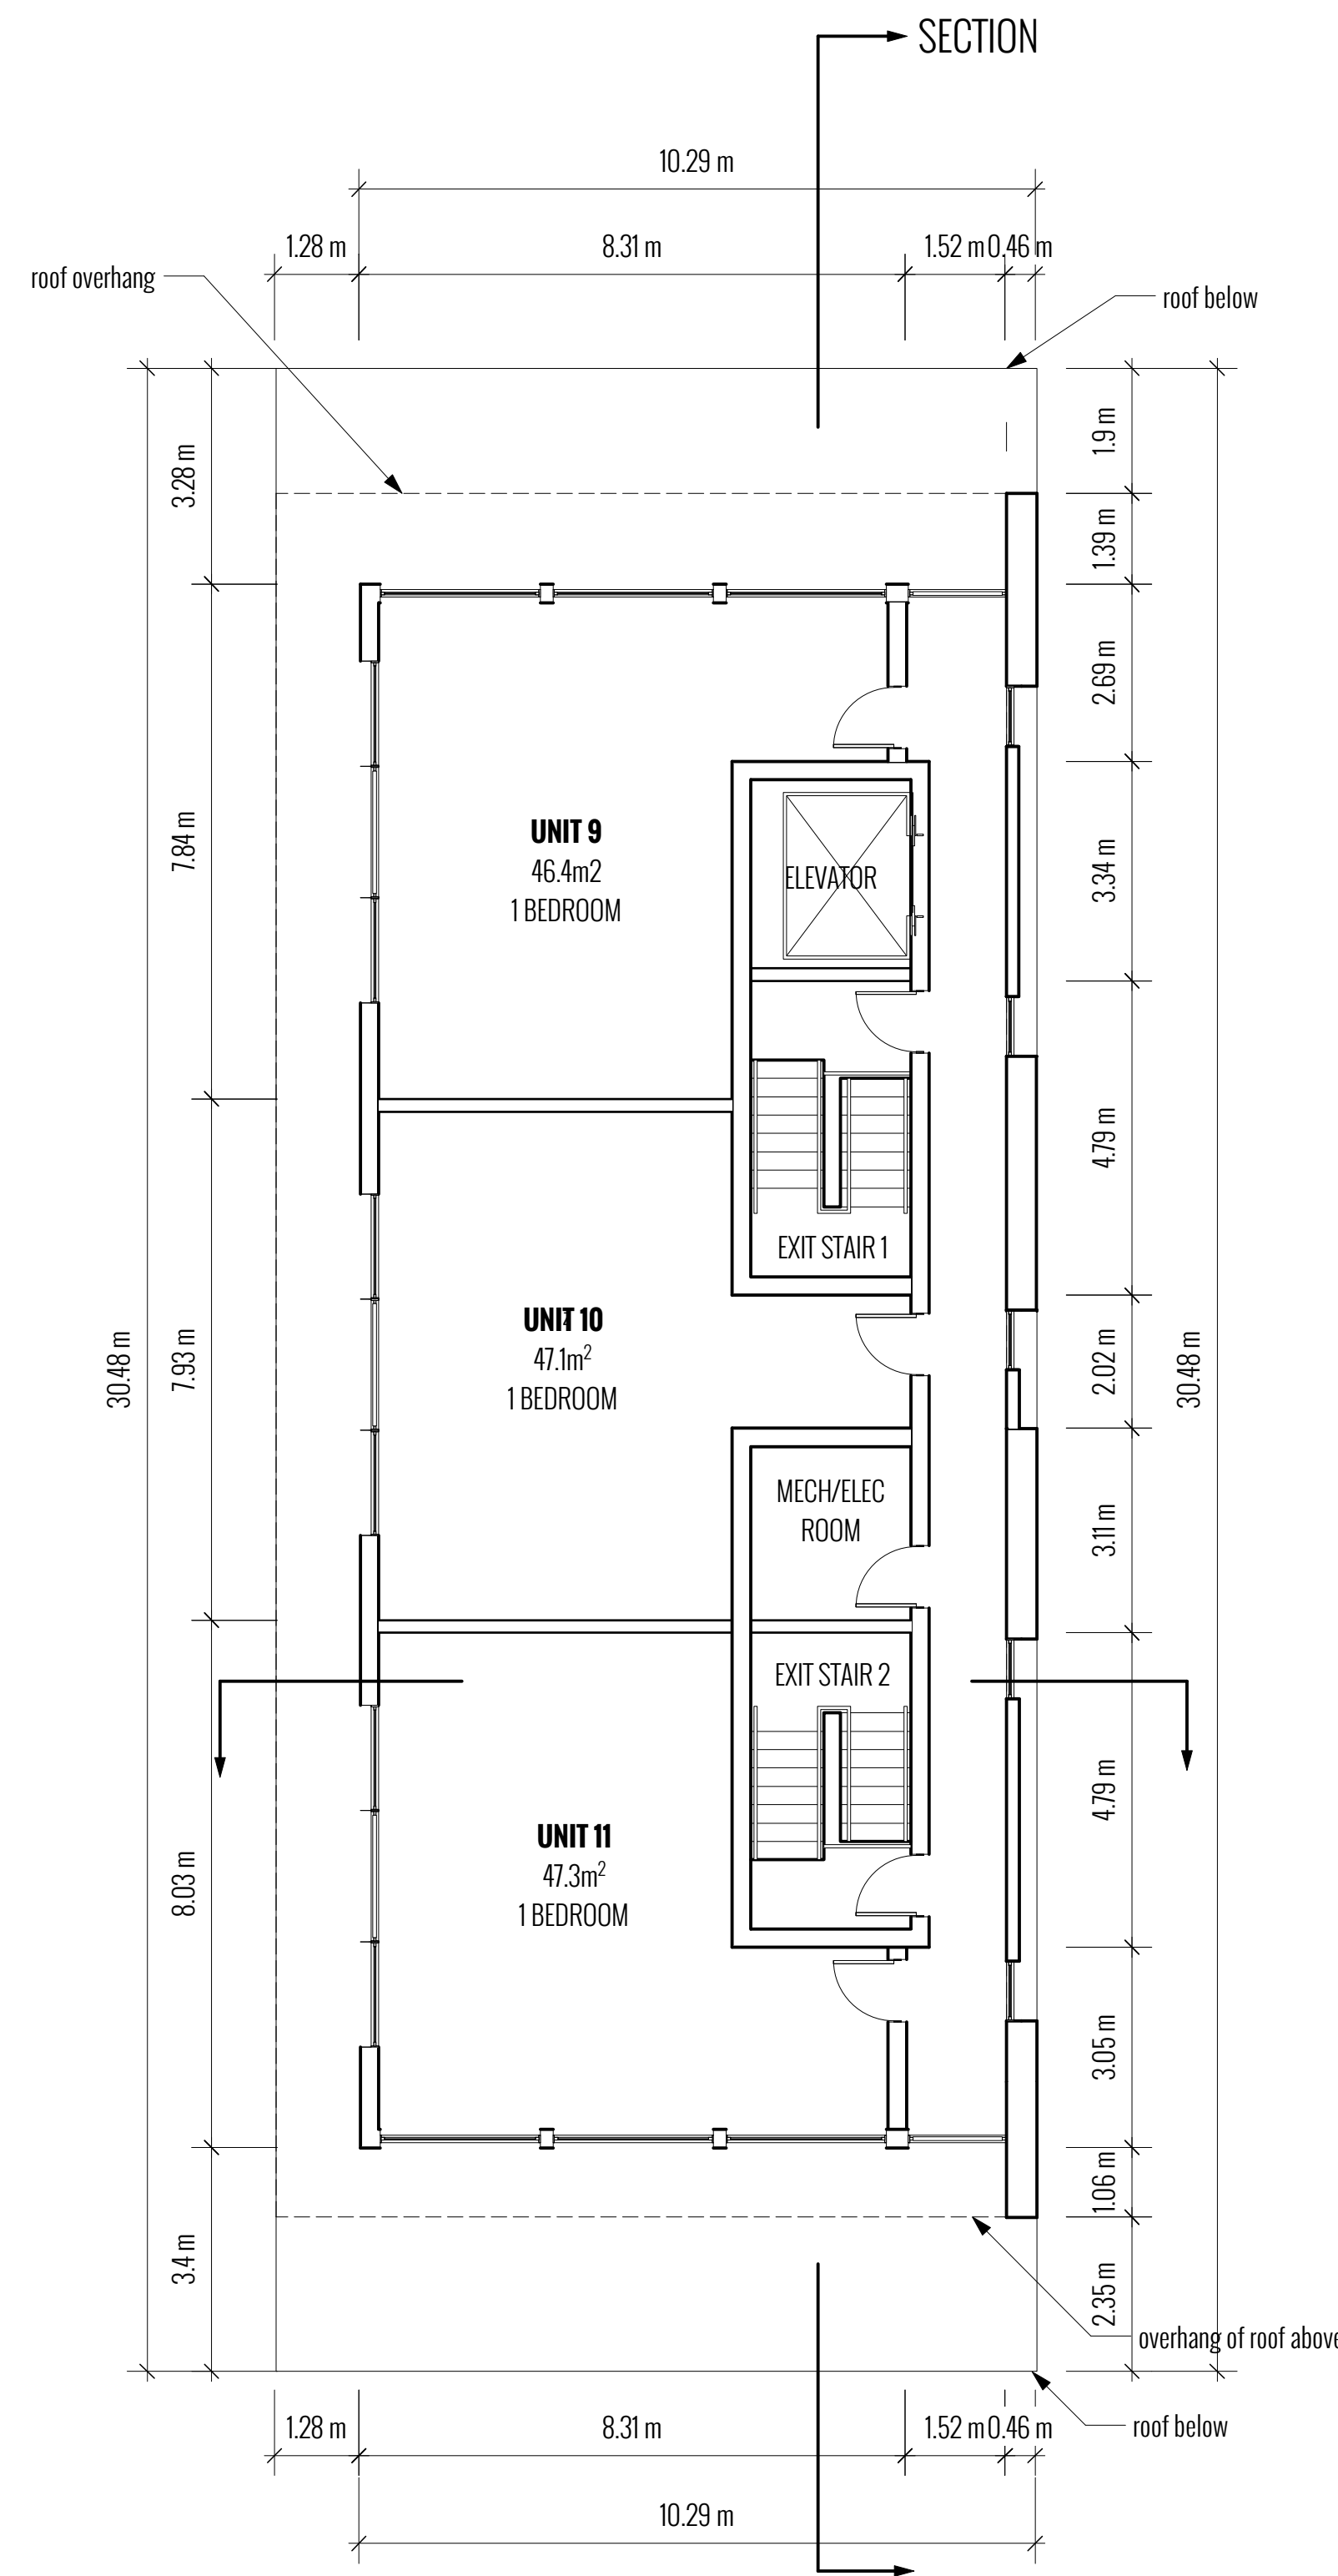 SECTION
10.29 m
1.28 m
8.31 m
1.52 m
0.46 m
roof overhang
roof below
3.28 m
1.9 m
1.39 m
2.69 m
7.84 m
UNIT 9
46.4m2
1 BEDROOM
ELEVATOR
3.34 m
4.79 m
EXIT STAIR 1
30.48 m
7.93 m
UNIT 10
47.1m²
1 BEDROOM
2.02 m
30.48 m
MECH/ELEC
ROOM
3.11 m
EXIT STAIR 2
4.79 m
8.03 m
UNIT 11
47.3m²
1 BEDROOM
3.05 m
1.06 m
3.4 m
2.35 m
overhang of roof above
1.28 m
8.31 m
1.52 m
0.46 m
roof below
10.29 m